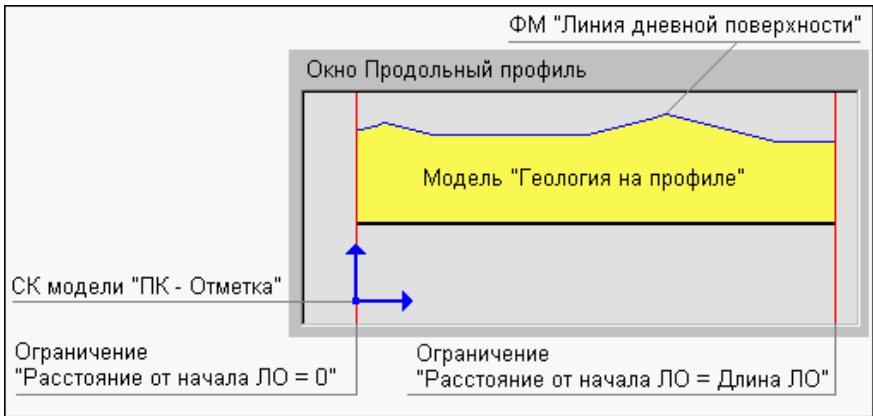 ФМ "Линия дневной поверхности"
Окно Продольный профиль
Модель "Геология на профиле"
СК модели "ПК - Отметка"
Ограничение
"Расстояние от начала ЛО = 0"
Ограничение
"Расстояние от начала ЛО = Длина ЛО"